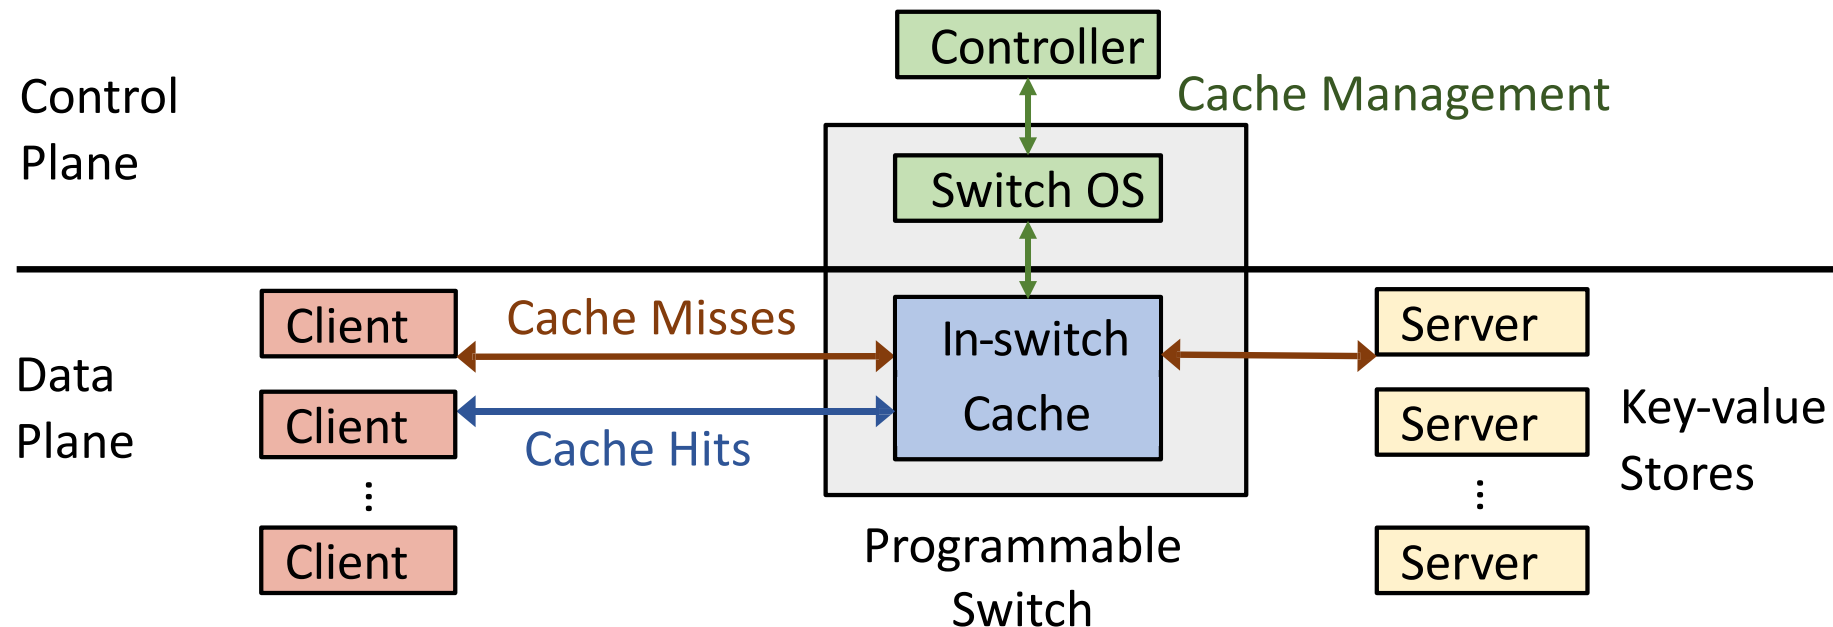 Controller
Cache Management
Control
Plane
Switch OS
Client
Cache Misses
In-switch
Cache
Server
Data
Plane
Client
Cache Hits
Server
Key-value
Stores
...
...
Client
Server
Programmable
Switch